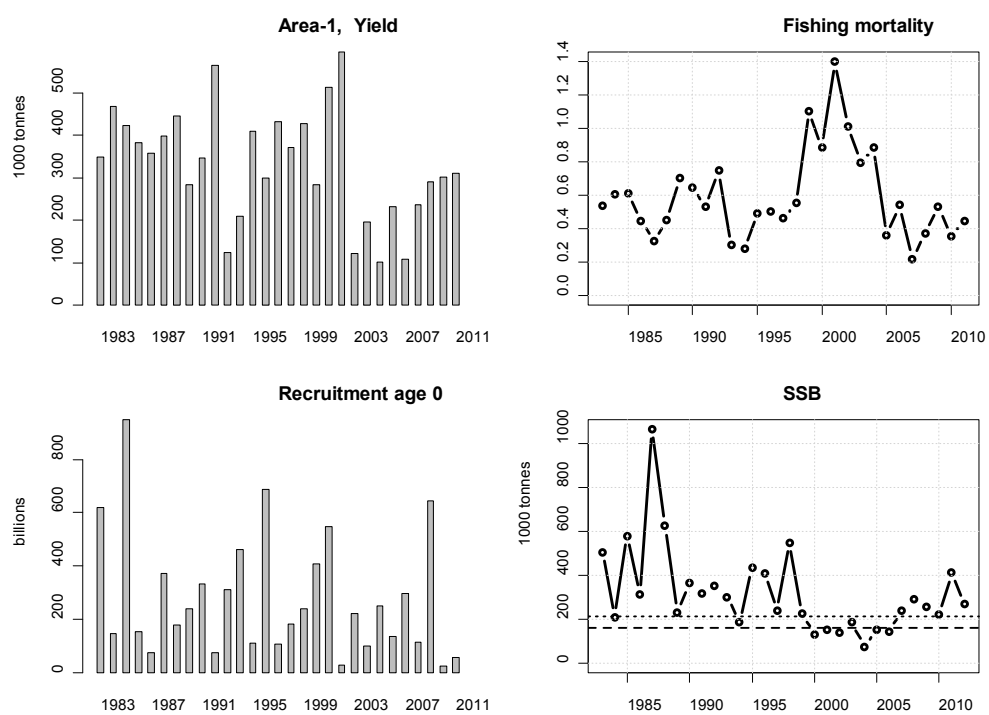 Area-1, Yield
1000 tonnes
0 100 200 300 400 500
1983 1987 1991 1995 1999 2003 2007 2011
Fishing mortality
0.0 0.2 0.4 0.6 0.8 1.0 1.2 1.4
1985 1990 1995 2000 2005 2010
Recruitment age 0
billions
0 200 400 600 800
1983 1987 1991 1995 1999 2003 2007 2011
SSB
1000 tonnes
0 200 400 600 800 1000
1985 1990 1995 2000 2005 2010